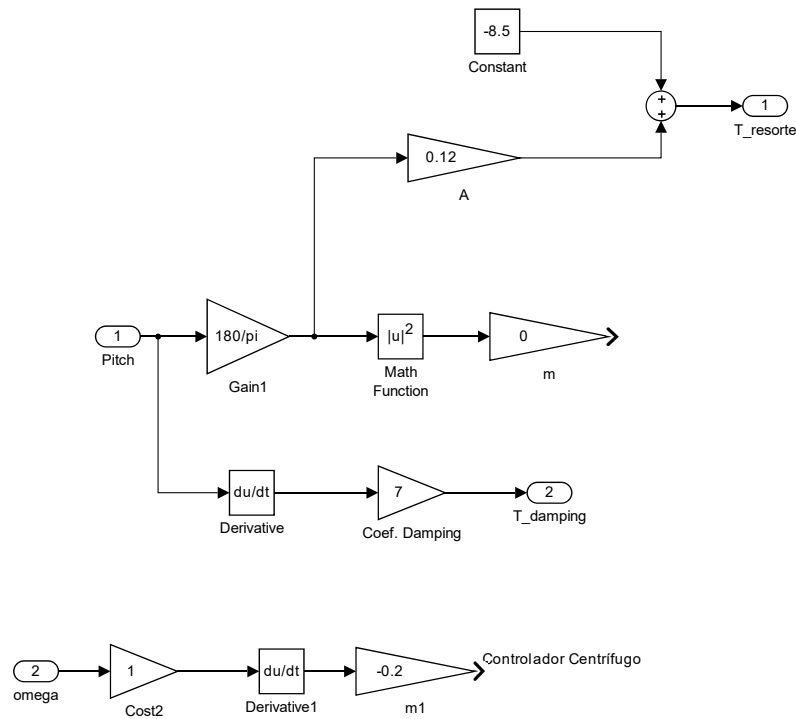 -8.5
Constant
+
+
1
T_resorte
0.12
A
1
Pitch
180/pi
Gain1
|u|²
Math
Function
0
m
du/dt
Derivative
7
Coef. Damping
2
T_damping
2
omega
1
Cost2
du/dt
Derivative1
-0.2
m1
Controlador Centrífugo